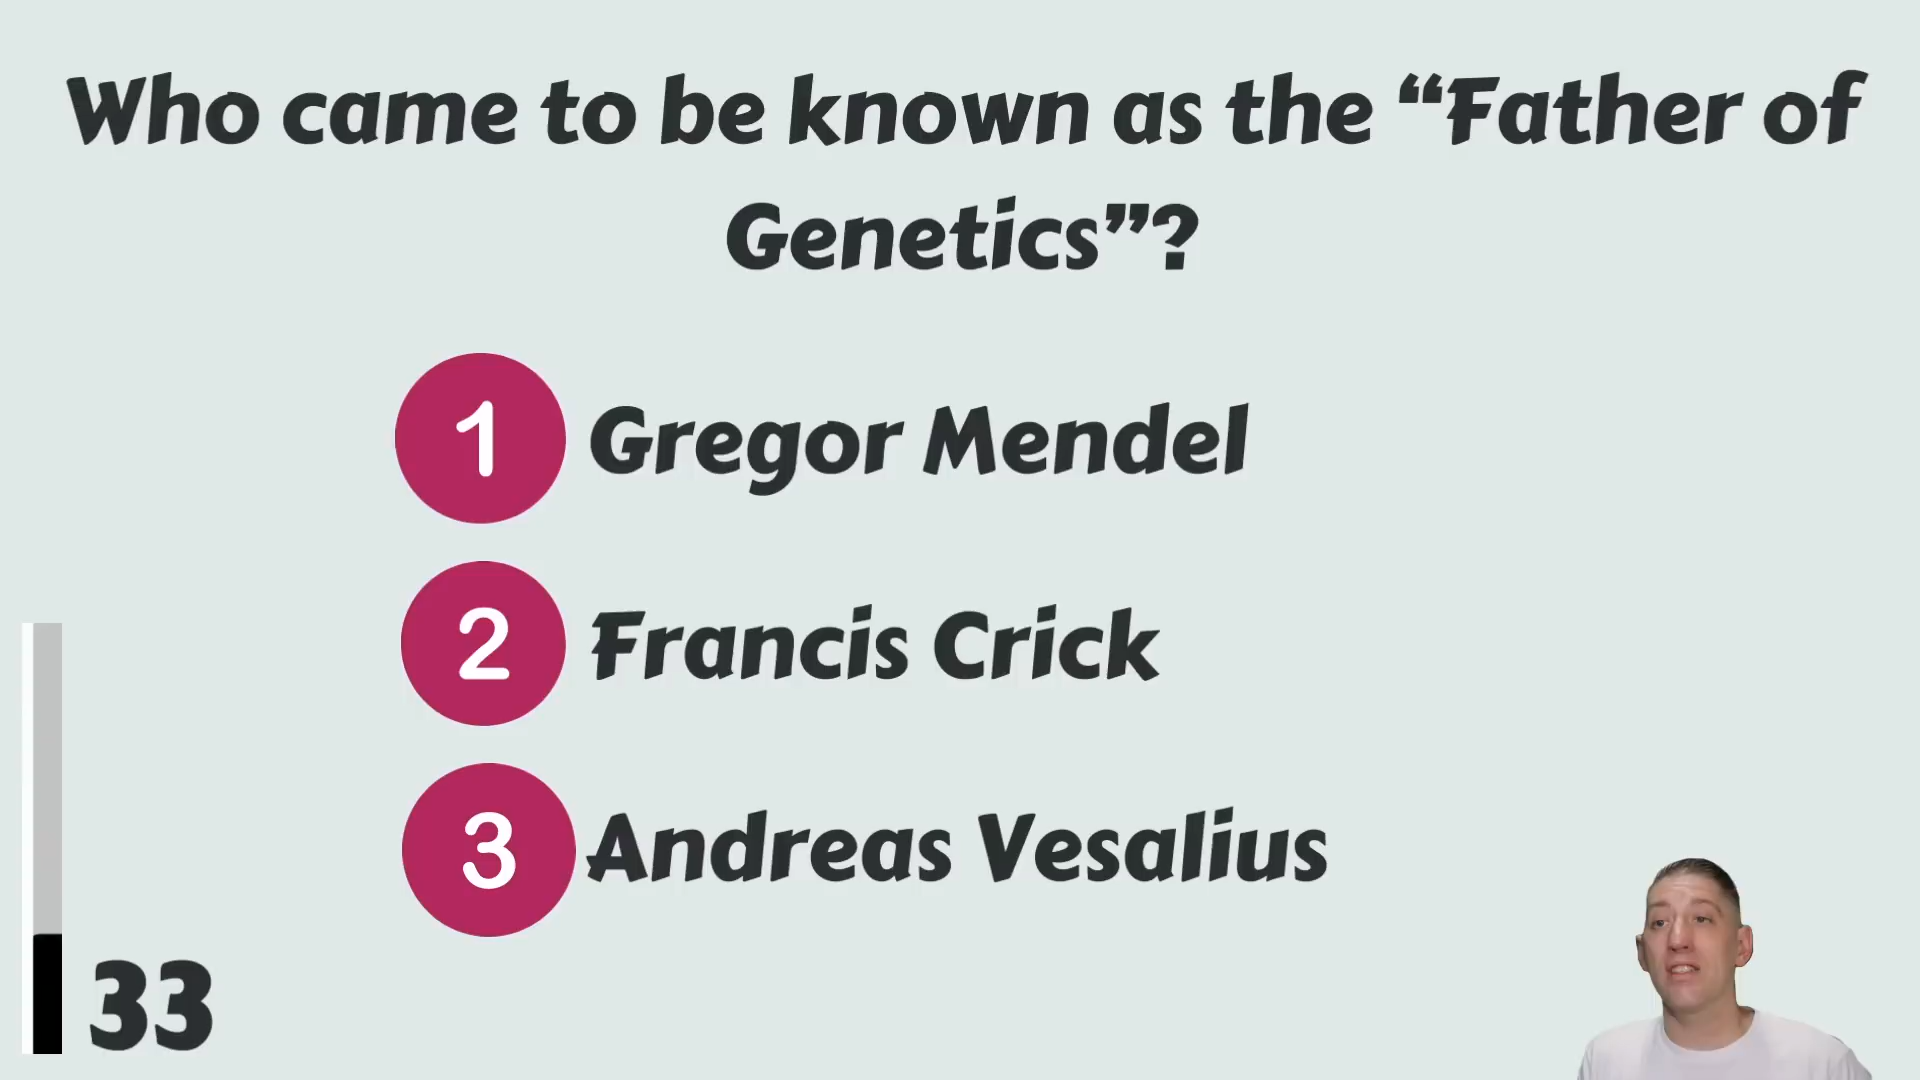 Who came to be known as the “Father of
Genetics”?
1 Gregor Mendel
2 Francis Crick
3 Andreas Vesalius
33